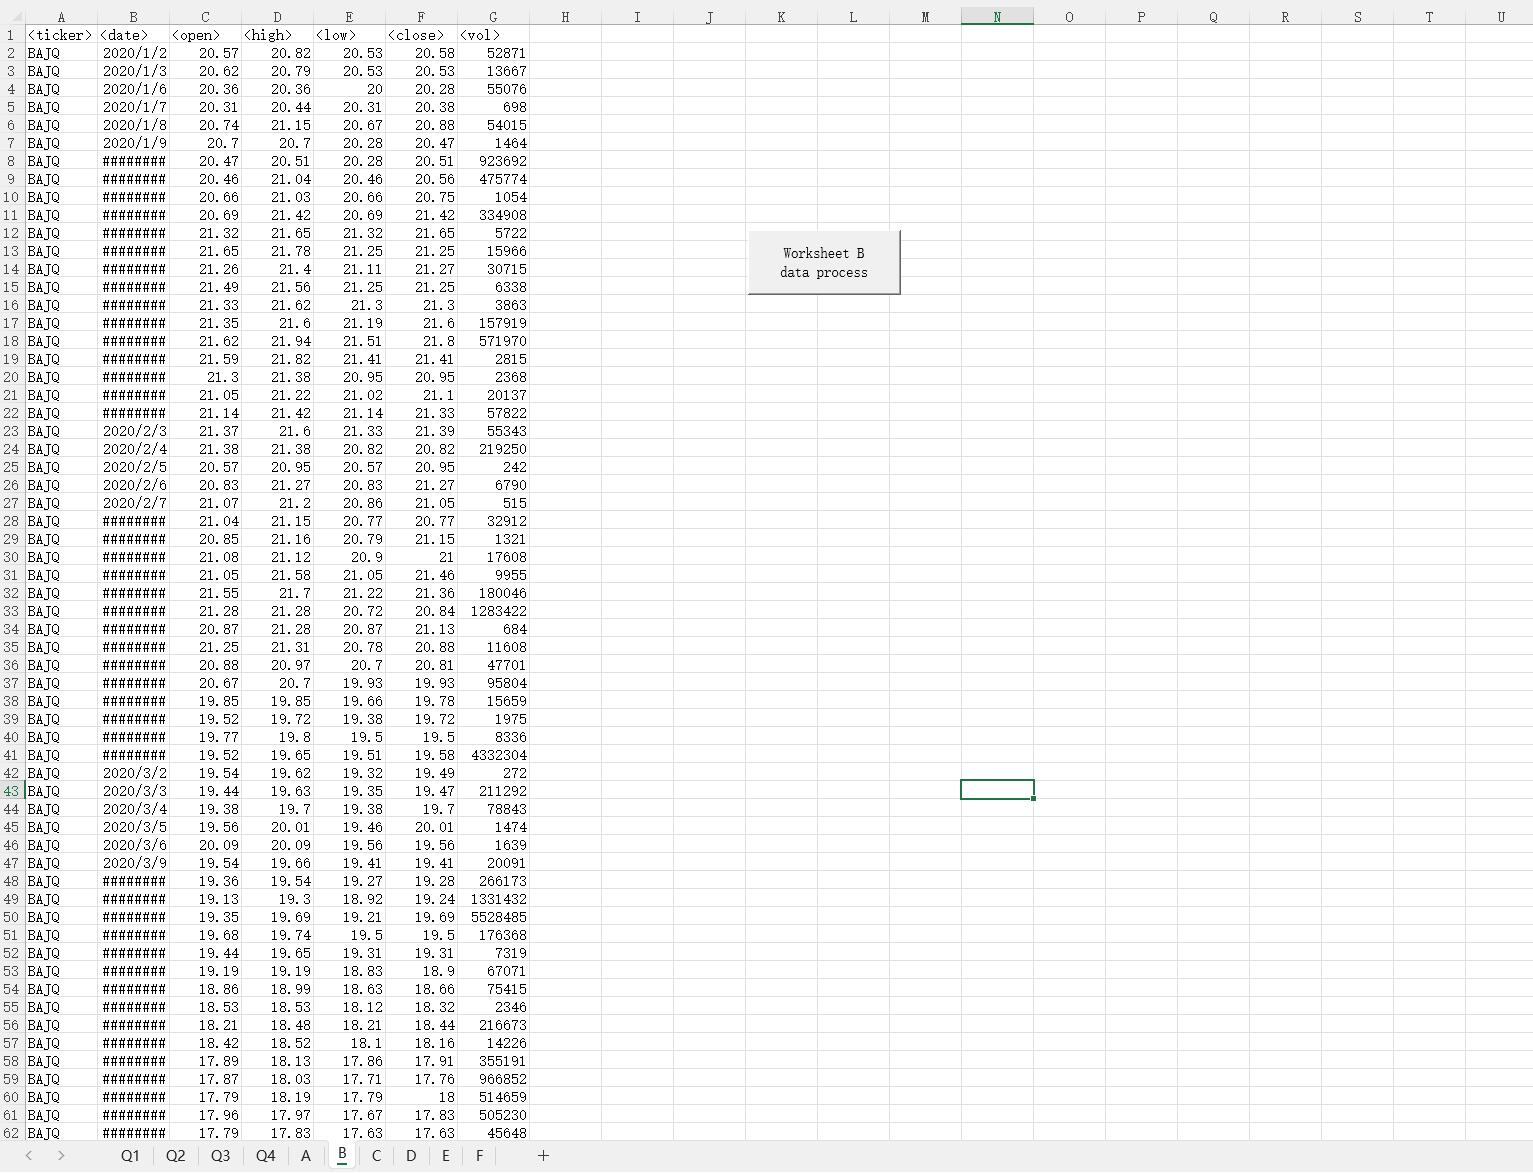 A B C D E F G H I J K L M N O P Q R S T U
1 <ticker> <date> <open> <high> <low> <close> <vol>
2 BAJQ 2020/1/2 20.57 20.82 20.53 20.58 52871
3 BAJQ 2020/1/3 20.62 20.79 20.53 20.53 13667
4 BAJQ 2020/1/6 20.36 20.36 20 20.28 55076
5 BAJQ 2020/1/7 20.31 20.44 20.31 20.38 698
6 BAJQ 2020/1/8 20.74 21.15 20.67 20.88 54015
7 BAJQ 2020/1/9 20.7 20.7 20.28 20.47 1464
8 BAJQ ######## 20.47 20.51 20.28 20.51 923692
9 BAJQ ######## 20.46 21.04 20.46 20.56 475774
10 BAJQ ######## 20.66 21.03 20.66 20.75 1054
11 BAJQ ######## 20.69 21.42 20.69 21.42 334908
12 BAJQ ######## 21.32 21.65 21.32 21.65 5722
13 BAJQ ######## 21.65 21.78 21.25 21.25 15966
Worksheet B
data process
14 BAJQ ######## 21.26 21.4 21.11 21.27 30715
15 BAJQ ######## 21.49 21.56 21.25 21.25 6338
16 BAJQ ######## 21.33 21.62 21.3 21.3 3863
17 BAJQ ######## 21.35 21.6 21.19 21.6 157919
18 BAJQ ######## 21.62 21.94 21.51 21.8 571970
19 BAJQ ######## 21.59 21.82 21.41 21.41 2815
20 BAJQ ######## 21.3 21.38 20.95 20.95 2368
21 BAJQ ######## 21.05 21.22 21.02 21.1 20137
22 BAJQ ######## 21.14 21.42 21.14 21.33 57822
23 BAJQ 2020/2/3 21.37 21.6 21.33 21.39 55343
24 BAJQ 2020/2/4 21.38 21.38 20.82 20.82 219250
25 BAJQ 2020/2/5 20.57 20.95 20.57 20.95 242
26 BAJQ 2020/2/6 20.83 21.27 20.83 21.27 6790
27 BAJQ 2020/2/7 21.07 21.2 20.86 21.05 515
28 BAJQ ######## 21.04 21.15 20.77 20.77 32912
29 BAJQ ######## 20.85 21.16 20.79 21.15 1321
30 BAJQ ######## 21.08 21.12 20.9 21 17608
31 BAJQ ######## 21.05 21.58 21.05 21.46 9955
32 BAJQ ######## 21.55 21.7 21.22 21.36 180046
33 BAJQ ######## 21.28 21.28 20.72 20.84 1283422
34 BAJQ ######## 20.87 21.28 20.87 21.13 684
35 BAJQ ######## 21.25 21.31 20.78 20.88 11608
36 BAJQ ######## 20.88 20.97 20.7 20.81 47701
37 BAJQ ######## 20.67 20.7 19.93 19.93 95804
38 BAJQ ######## 19.85 19.85 19.66 19.78 15659
39 BAJQ ######## 19.52 19.72 19.38 19.72 1975
40 BAJQ ######## 19.77 19.8 19.5 19.5 8336
41 BAJQ ######## 19.52 19.65 19.51 19.58 4332304
42 BAJQ 2020/3/2 19.54 19.62 19.32 19.49 272
43 BAJQ 2020/3/3 19.44 19.63 19.35 19.47 211292
44 BAJQ 2020/3/4 19.38 19.7 19.38 19.7 78843
45 BAJQ 2020/3/5 19.56 20.01 19.46 20.01 1474
46 BAJQ 2020/3/6 20.09 20.09 19.56 19.56 1639
47 BAJQ 2020/3/9 19.54 19.66 19.41 19.41 20091
48 BAJQ ######## 19.36 19.54 19.27 19.28 266173
49 BAJQ ######## 19.13 19.3 18.92 19.24 1331432
50 BAJQ ######## 19.35 19.69 19.21 19.69 5528485
51 BAJQ ######## 19.68 19.74 19.5 19.5 176368
52 BAJQ ######## 19.44 19.65 19.31 19.31 7319
53 BAJQ ######## 19.19 19.19 18.83 18.9 67071
54 BAJQ ######## 18.86 18.99 18.63 18.66 75415
55 BAJQ ######## 18.53 18.53 18.12 18.32 2346
56 BAJQ ######## 18.21 18.48 18.21 18.44 216673
57 BAJQ ######## 18.42 18.52 18.1 18.16 14226
58 BAJQ ######## 17.89 18.13 17.86 17.91 355191
59 BAJQ ######## 17.87 18.03 17.71 17.76 966852
60 BAJQ ######## 17.79 18.19 17.79 18 514659
61 BAJQ ######## 17.96 17.97 17.67 17.83 505230
62 BAJQ ######## 17.79 17.83 17.63 17.63 45648
Q1 Q2 Q3 Q4 A B C D E F +